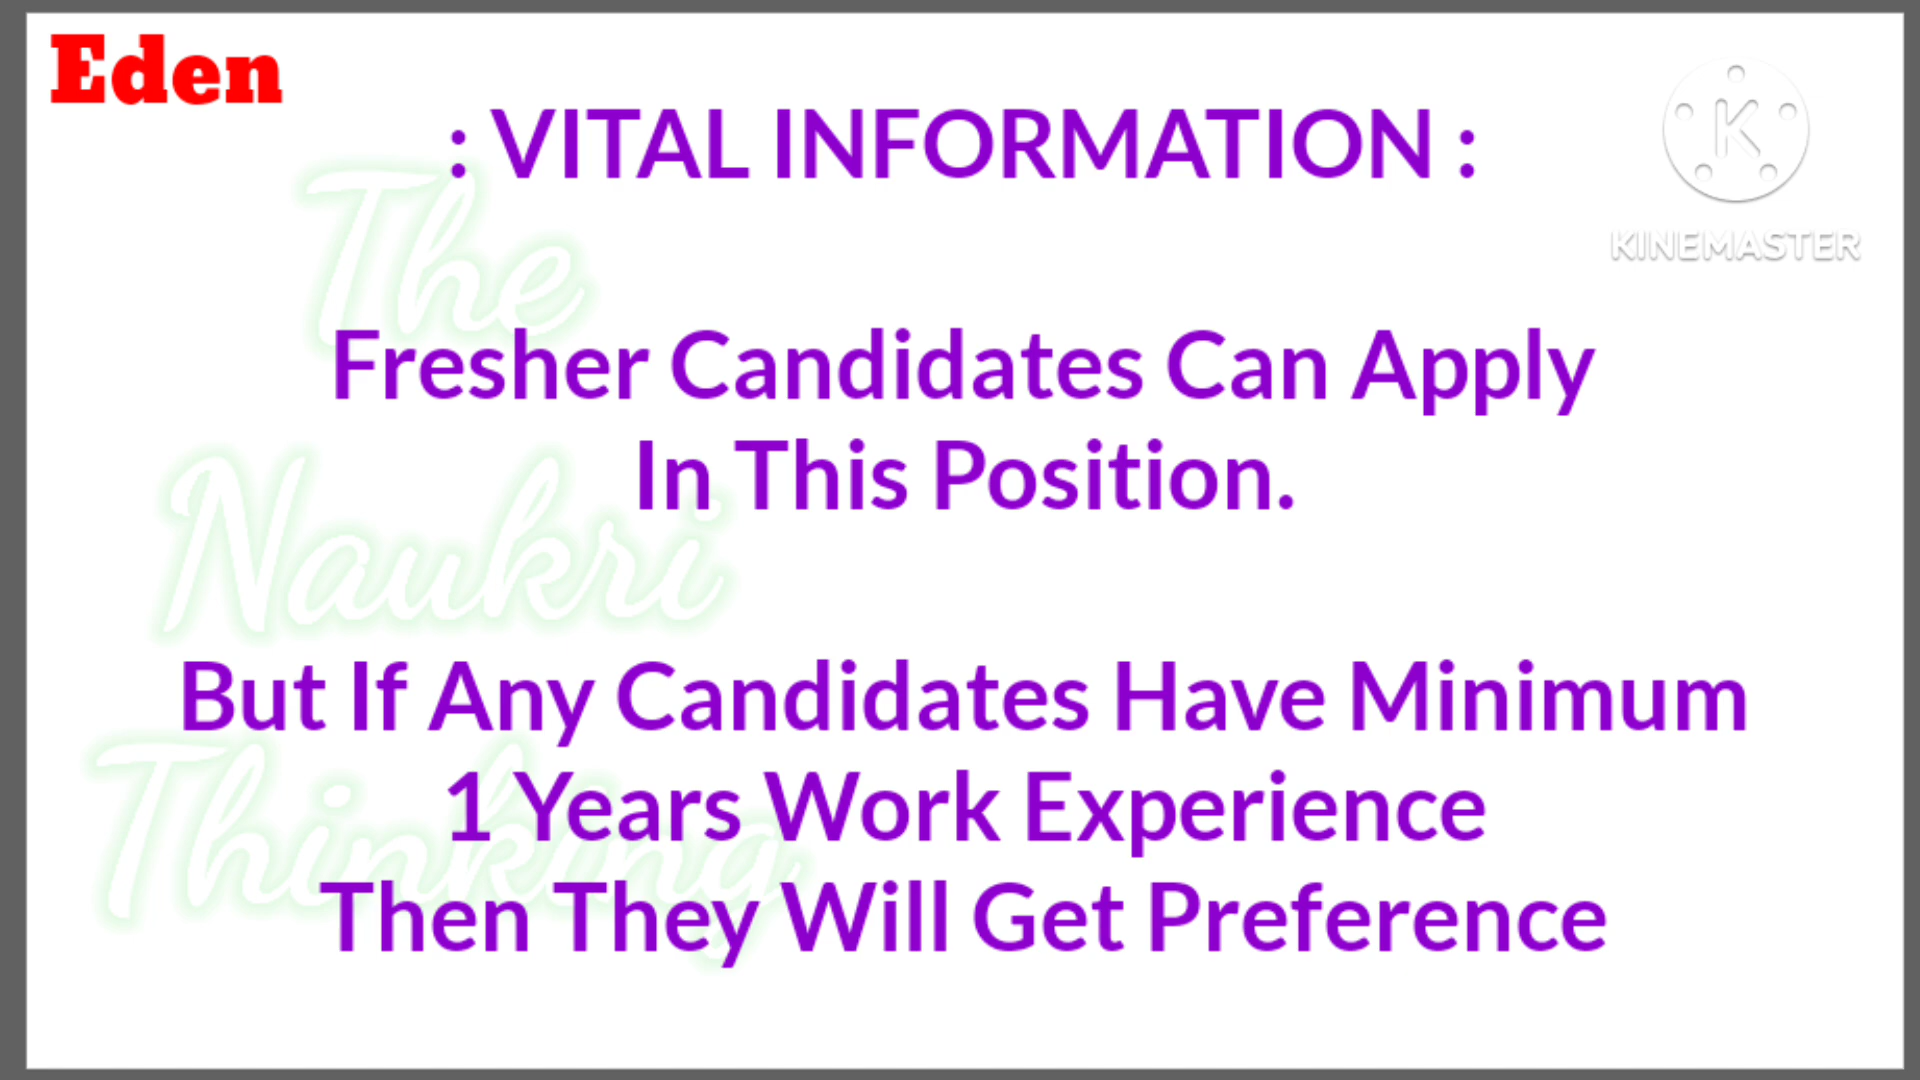 Eden
: VITAL INFORMATION :
KINEMASTER
The
Fresher Candidates Can Apply
In This Position.
Naukri
But If Any Candidates Have Minimum
Thinking
1 Years Work Experience
Then They Will Get Preference